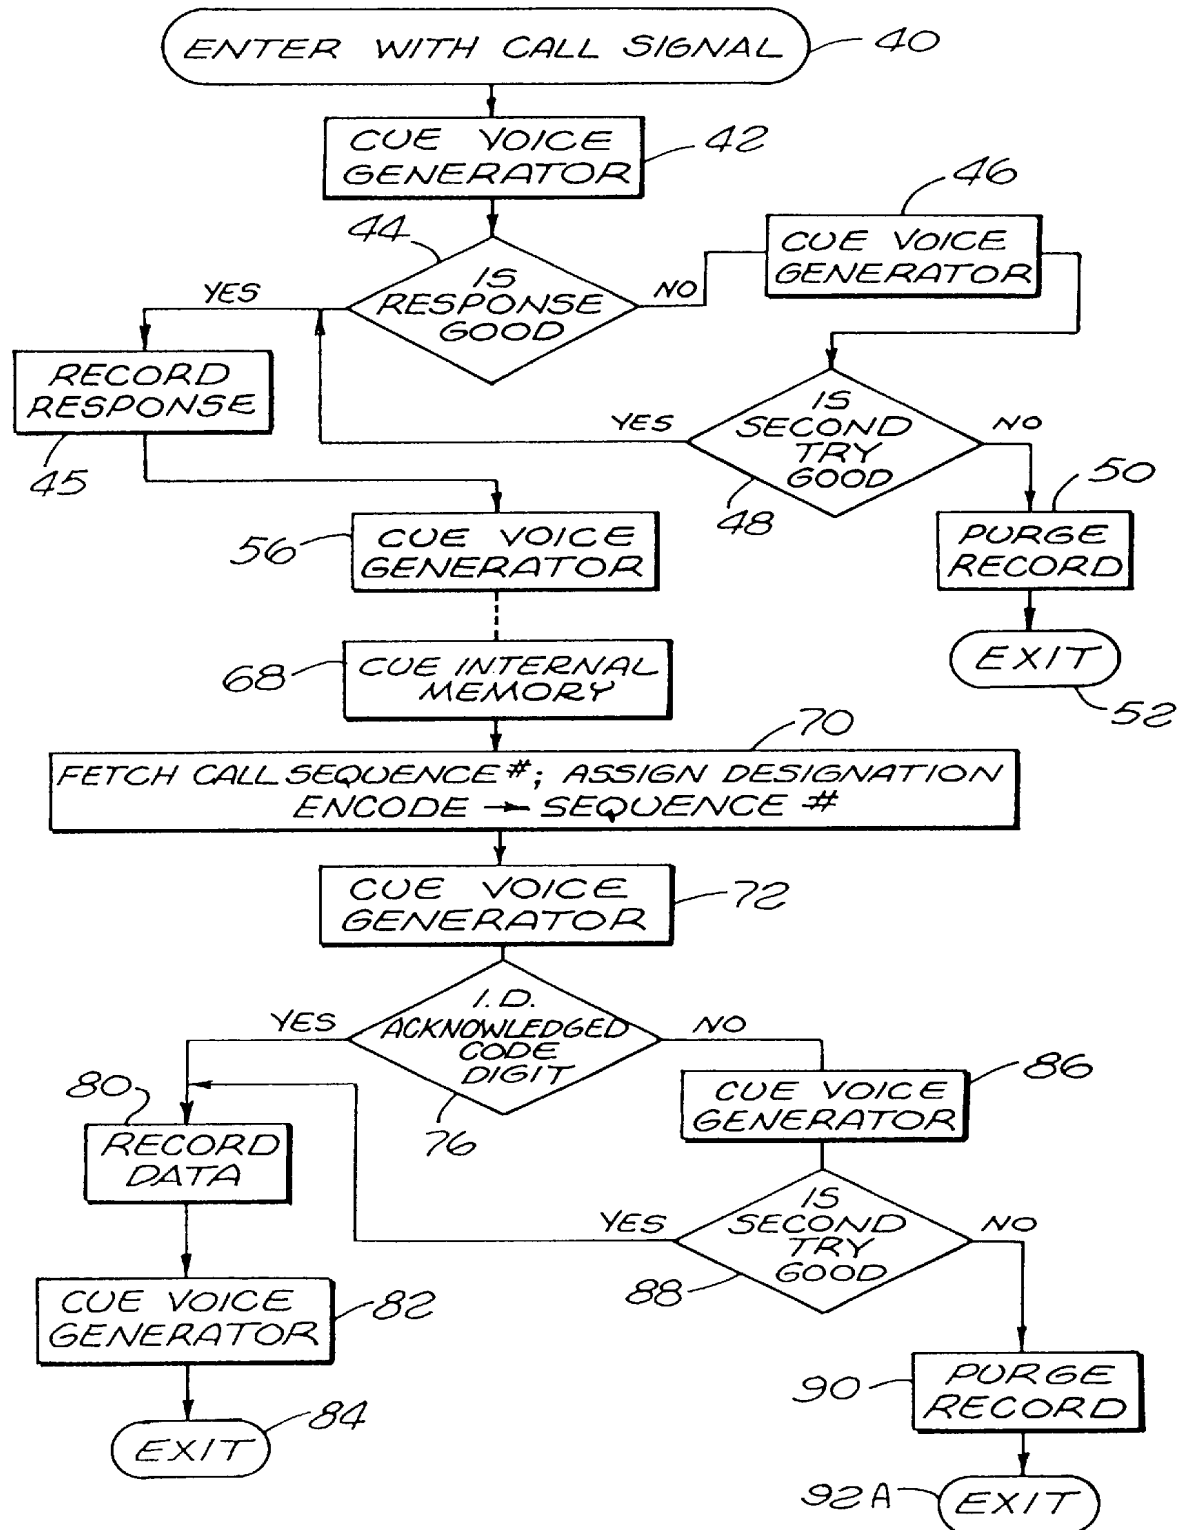 ENTER WITH CALL SIGNAL
40
CUE VOICE
GENERATOR
42
46
44
IS
RESPONSE
GOOD
YES
NO
CUE VOICE
GENERATOR
RECORD
RESPONSE
45
IS
SECOND
TRY
GOOD
YES
NO
48
50
56
CUE VOICE
GENERATOR
PURGE
RECORD
68
CUE INTERNAL
MEMORY
EXIT
52
70
FETCH CALL SEQUENCE #; ASSIGN DESIGNATION
ENCODE → SEQUENCE #
CUE VOICE
GENERATOR
72
I.D.
ACKNOWLEDGED
CODE
DIGIT
YES
NO
76
86
80
CUE VOICE
GENERATOR
RECORD
DATA
IS
SECOND
TRY
GOOD
YES
NO
88
CUE VOICE
GENERATOR
82
90
PURGE
RECORD
84
EXIT
92A
EXIT